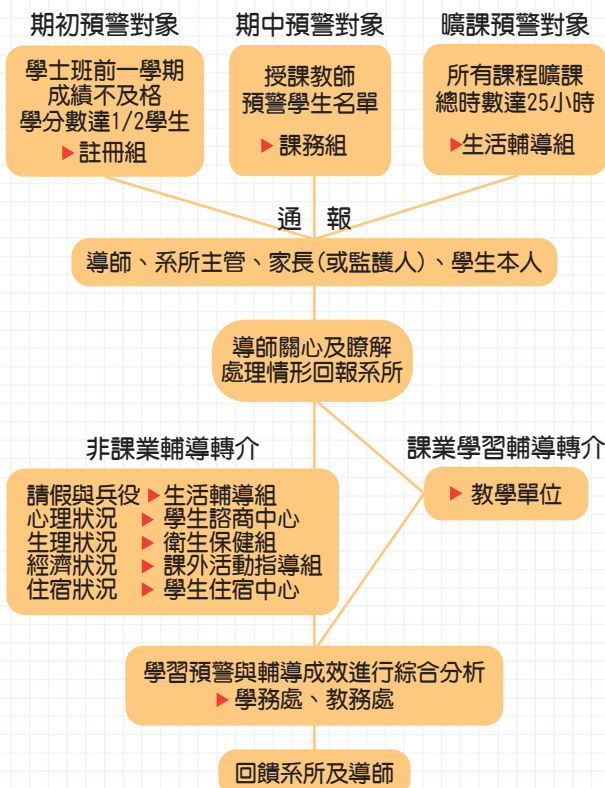 期初預警對象
學士班前一學期
成績不及格
學分數達1/2學生
▶註冊組
期中預警對象
授課教師
預警學生名單
▶課務組
曠課預警對象
所有課程曠課
總時數達25小時
▶生活輔導組
通 報
導師、系所主管、家長(或監護人)、學生本人
導師關心及瞭解
處理情形回報系所
非課業輔導轉介
請假與兵役▶生活輔導組
心理狀況▶學生諮商中心
生理狀況▶衛生保健組
經濟狀況▶課外活動指導組
住宿狀況▶學生住宿中心
課業學習輔導轉介
▶教學單位
學習預警與輔導成效進行綜合分析
▶學務處、教務處
回饋系所及導師